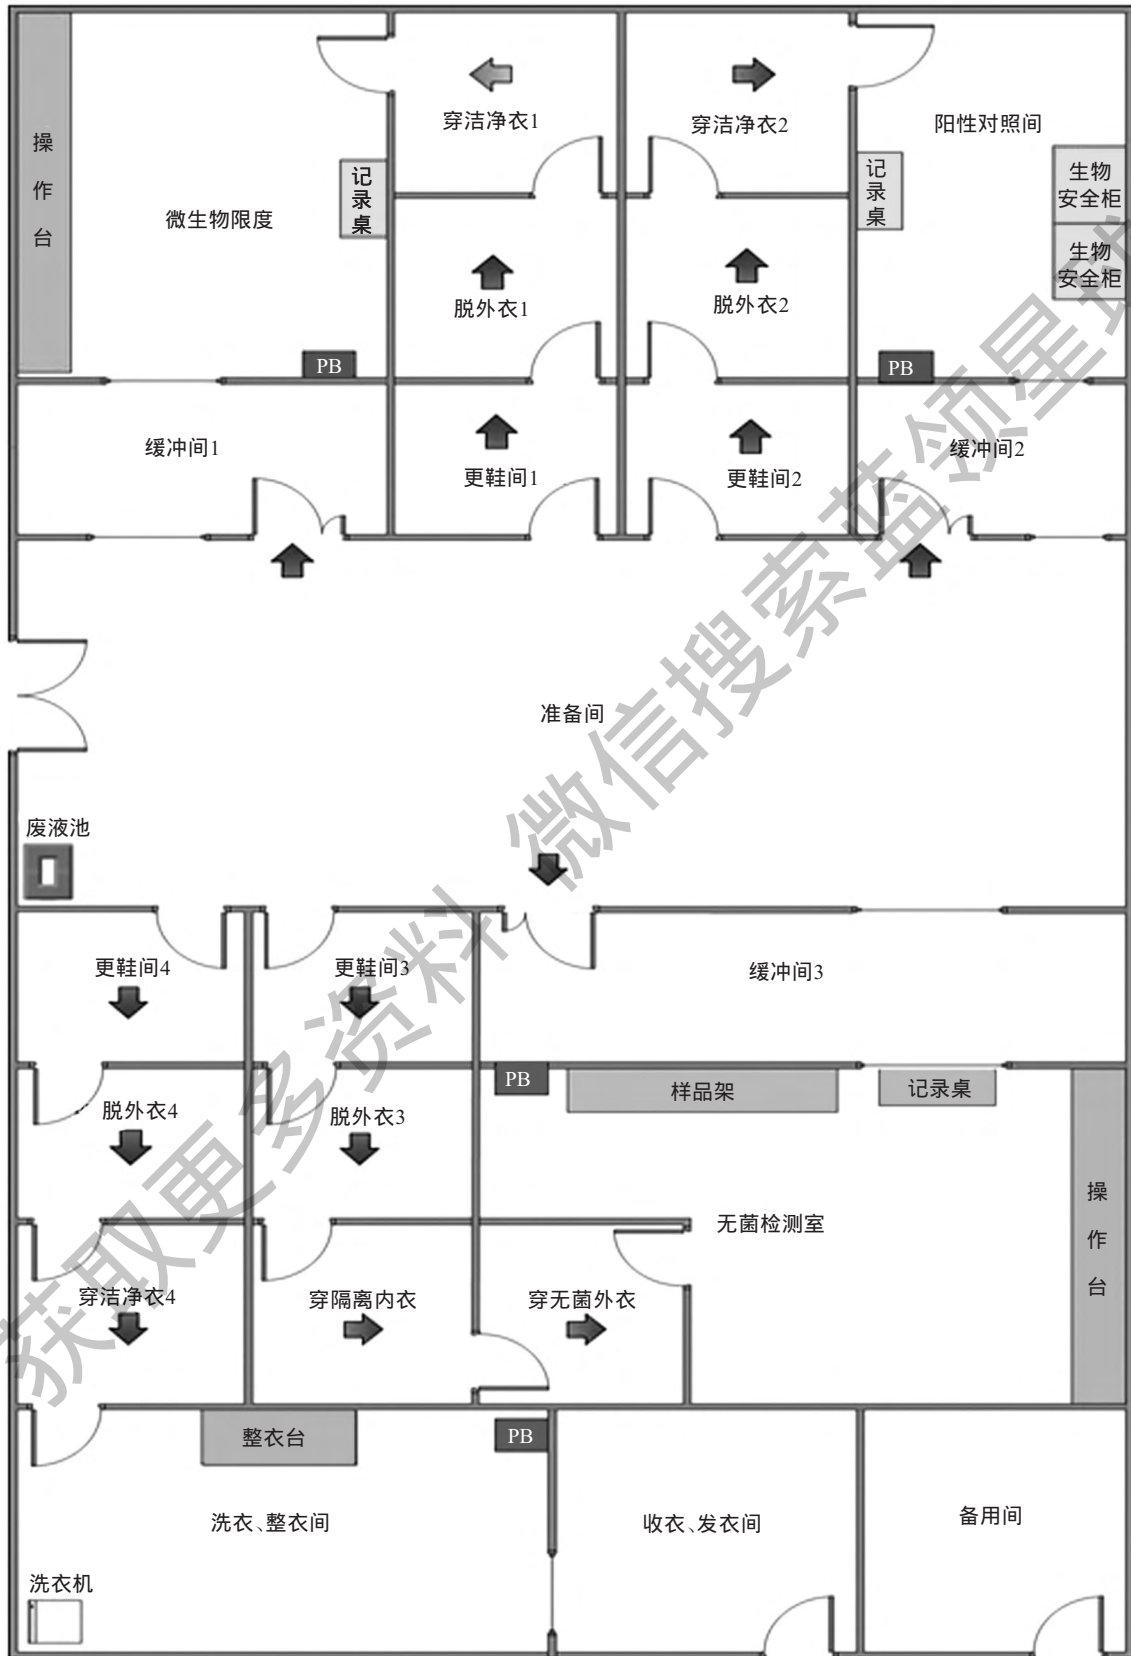 穿洁净衣1
穿洁净衣2
阳性对照间
操作台
记录桌
微生物限度
记录桌
生物
安全柜
生物
安全柜
脱外衣1
脱外衣2
PB
PB
缓冲间1
更鞋间1
更鞋间2
缓冲间2
准备间
废液池
更鞋间4
更鞋间3
缓冲间3
PB
样品架
记录桌
脱外衣4
脱外衣3
操作台
无菌检测室
穿洁净衣4
穿隔离内衣
穿无菌外衣
整衣台
PB
洗衣、整衣间
收衣、发衣间
备用间
洗衣机
获取更多资料 微信搜索蓝领星球